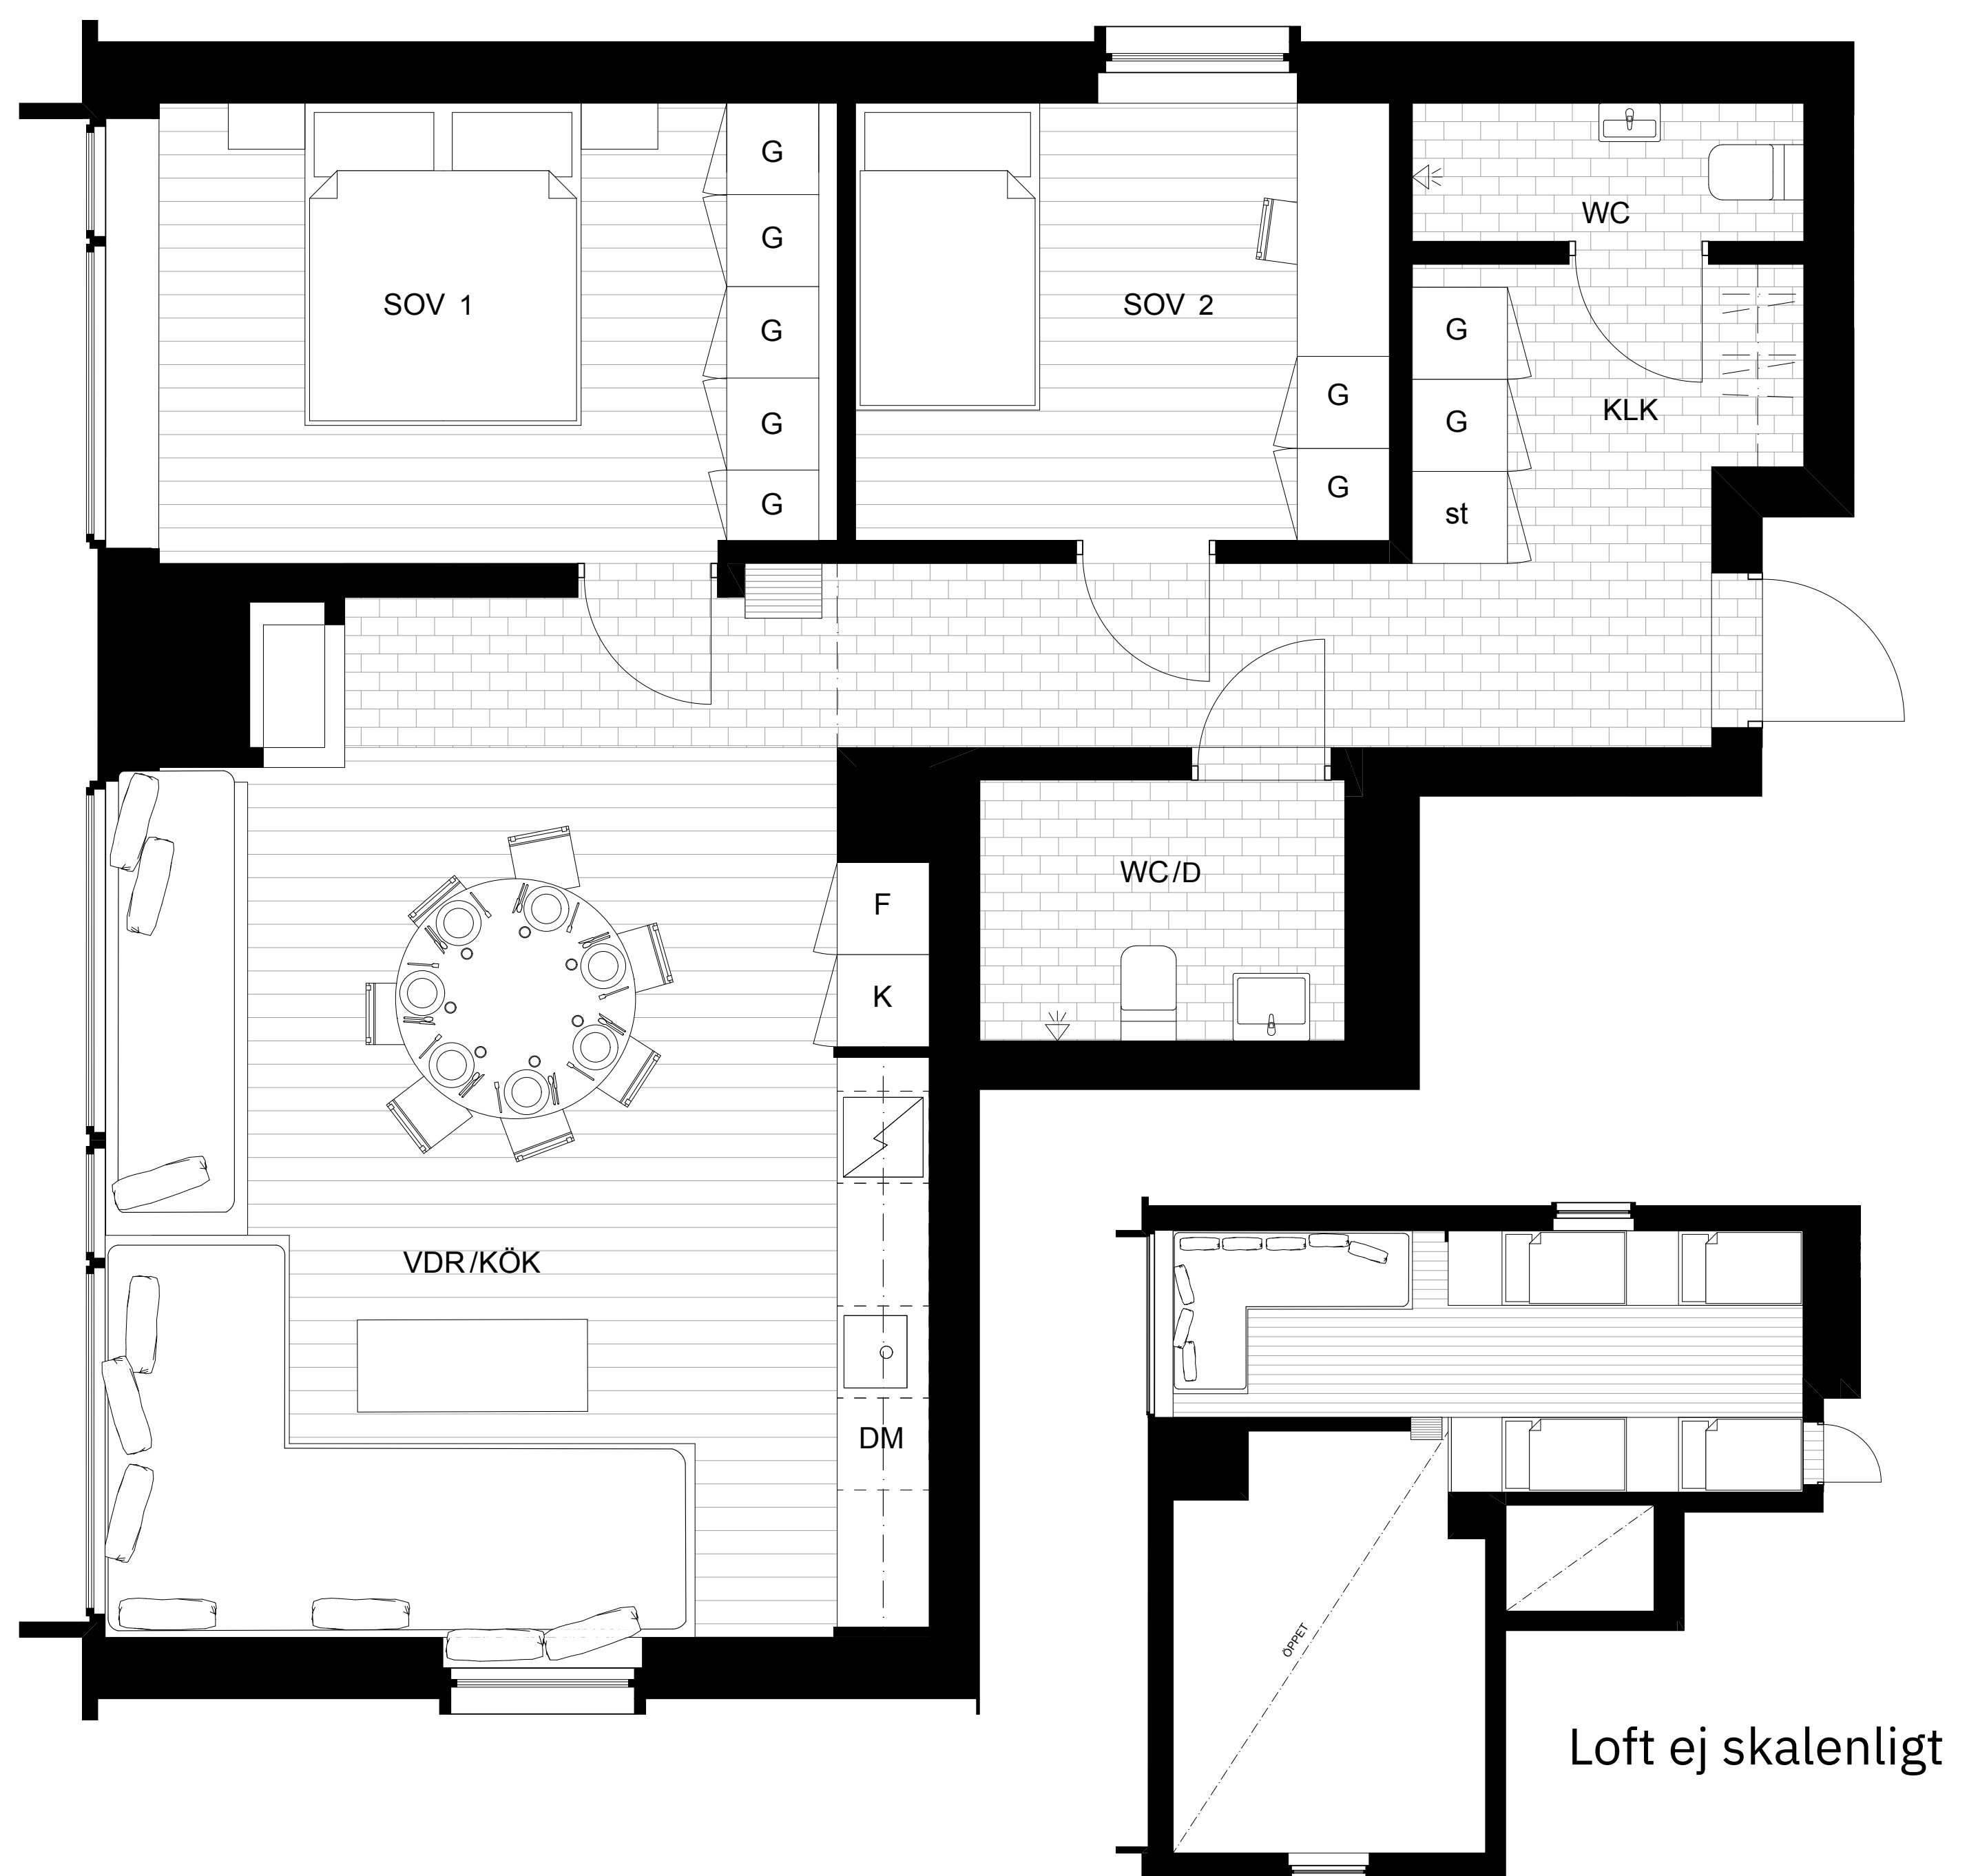 G
WC
G
SOV 1
SOV 2
G
G
G
G
KLK
G
G
G
G
st
WC/D
F
K
VDR/KÖK
DM
ÖPPET
Loft ej skalenligt